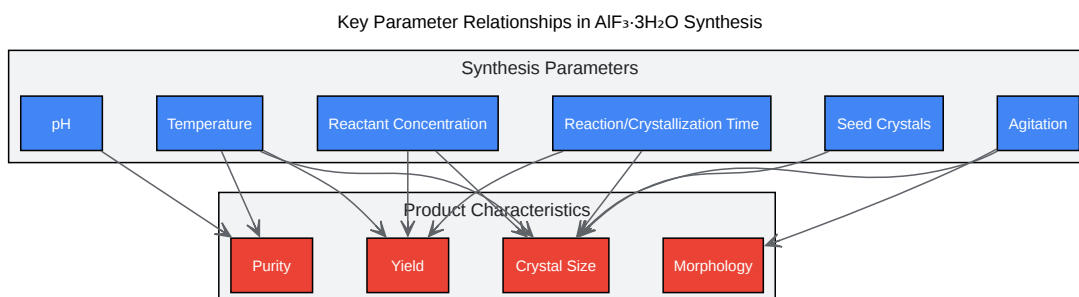 Key Parameter Relationships in AlF₃·3H₂O Synthesis
Synthesis Parameters
pH
Temperature
Reactant Concentration
Reaction/Crystallization Time
Seed Crystals
Agitation
Product Characteristics
Purity
Yield
Crystal Size
Morphology